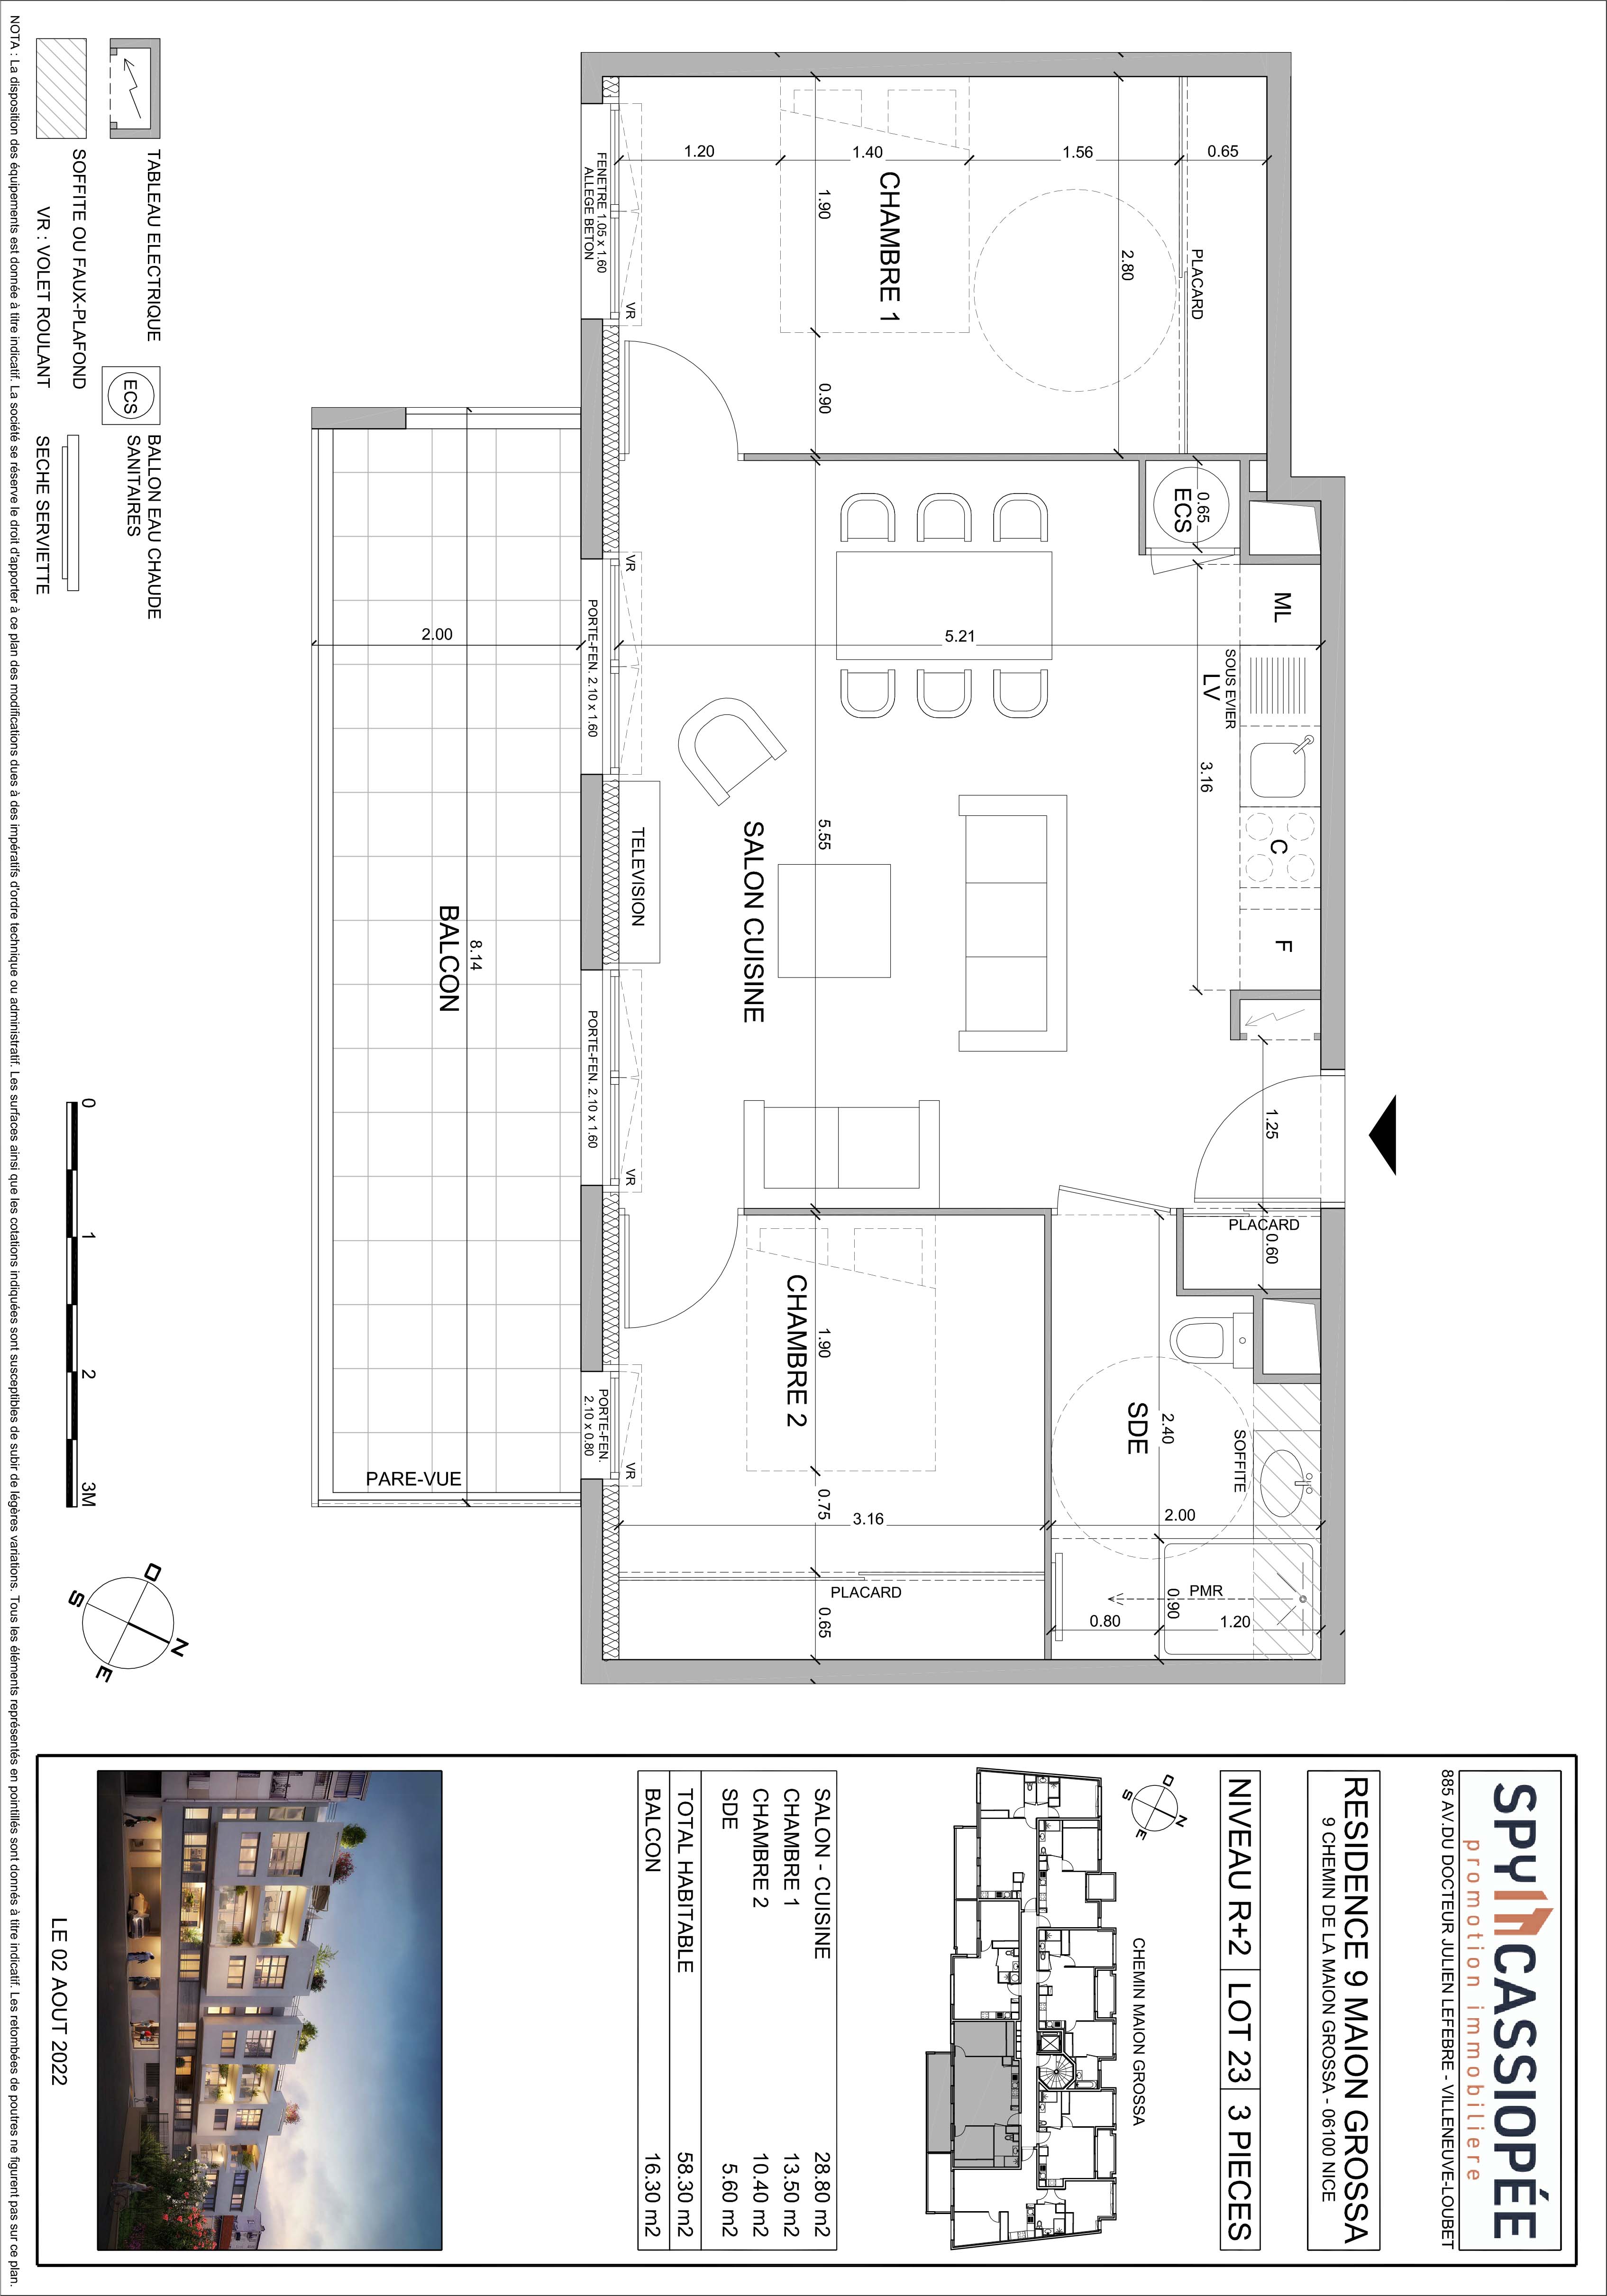 SPY CASSIOPÉE
promotion immobiliere
885 AV.DU DOCTEUR JULIEN LEFEBRE - VILLENEUVE-LOUBET
RESIDENCE 9 MAION GROSSA
9 CHEMIN DE LA MAION GROSSA - 06100 NICE
NIVEAU R+2
LOT 23
3 PIECES
N
O
E
S
CHEMIN MAION GROSSA
SALON - CUISINE 28.80 m2
CHAMBRE 1 13.50 m2
CHAMBRE 2 10.40 m2
SDE 5.60 m2
TOTAL HABITABLE 58.30 m2
BALCON 16.30 m2
LE 02 AOUT 2022
ML
C
F
SOUS EVIER
LV
3.16
1.25
PLACARD
0.60
SOFFITE
PMR
1.20
0.90
0.80
2.00
2.40
SDE
0.65
PLACARD
0.65
ECS
2.80
1.56
5.21
CHAMBRE 1
1.40
1.90
0.90
5.55
1.20
SALON CUISINE
TELEVISION
3.16
PLACARD
1.90
0.75
0.65
CHAMBRE 2
VR
VR
VR
VR
FENETRE 1.05 x 1.60
ALLEGE BETON
PORTE-FEN. 2.10 x 1.60
PORTE-FEN. 2.10 x 1.60
PORTE-FEN.
2.10 x 0.80
8.14
BALCON
2.00
PARE-VUE
TABLEAU ELECTRIQUE
ECS
BALLON EAU CHAUDE
SANITAIRES
SOFFITE OU FAUX-PLAFOND
VR : VOLET ROULANT
SECHE SERVIETTE
0 1 2 3M
N
O
E
S
NOTA : La disposition des équipements est donnée à titre indicatif. La société se réserve le droit d'apporter à ce plan des modifications dues à des impératifs d'ordre technique ou administratif. Les surfaces ainsi que les cotations indiquées sont susceptibles de subir de légères variations. Tous les éléments représentés en pointillés sont donnés à titre indicatif. Les retombées de poutres ne figurent pas sur ce plan.